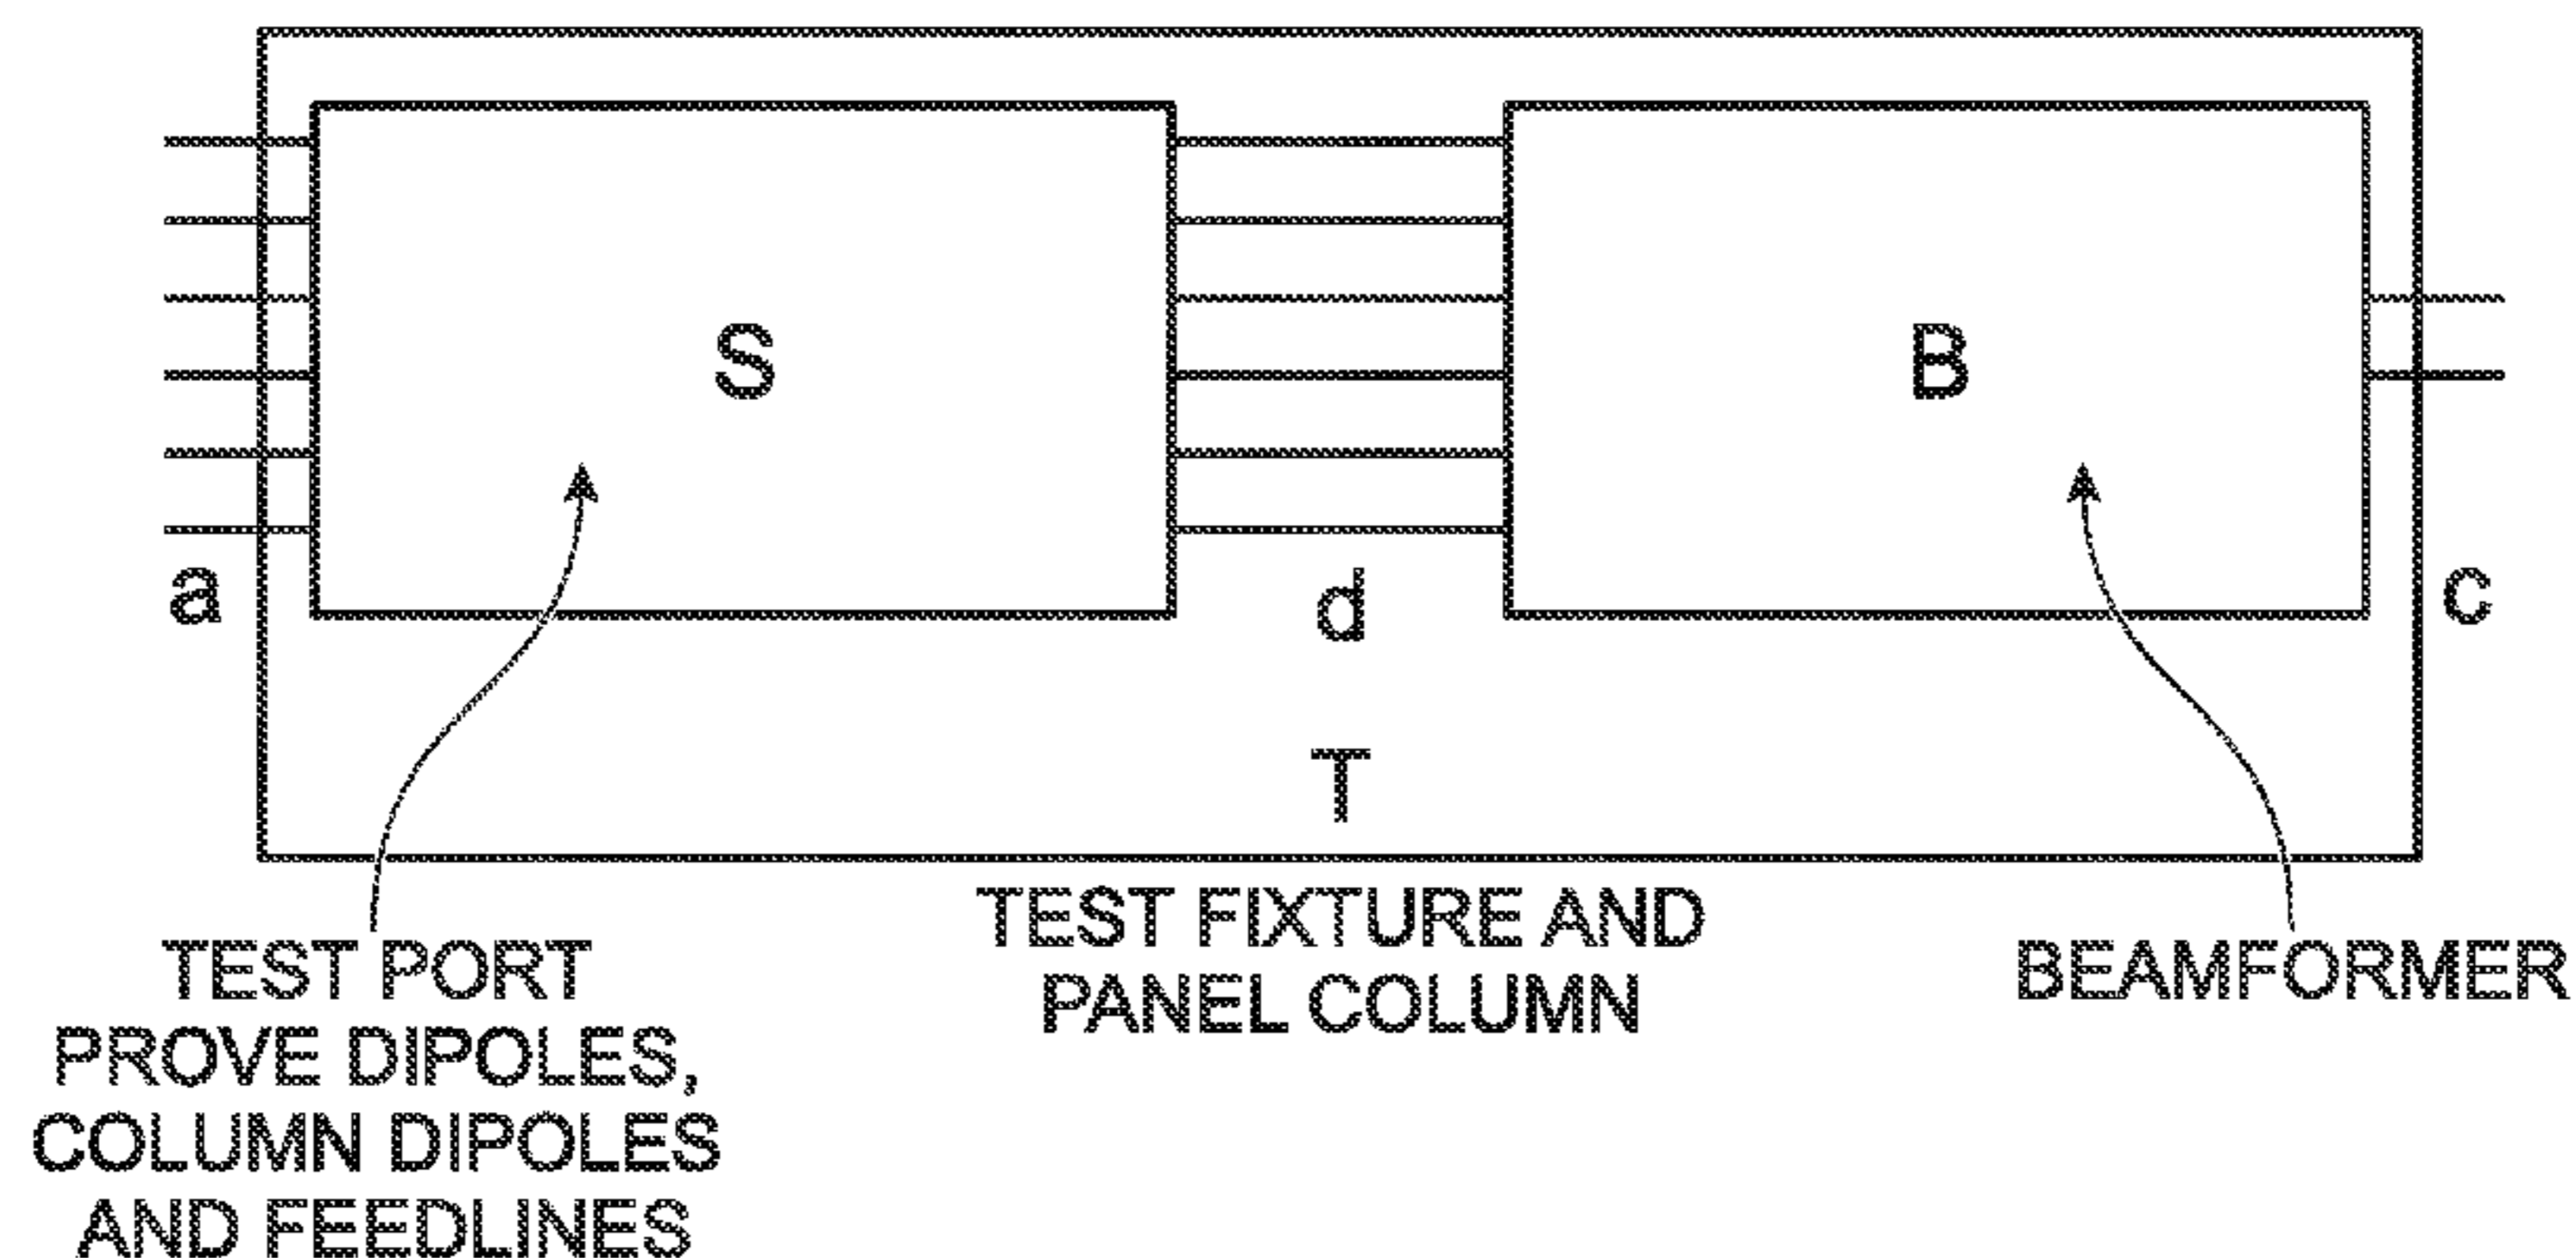 S
B
a
d
c
T
TEST FIXTURE AND
PANEL COLUMN
TEST PORT
PROVE DIPOLES,
COLUMN DIPOLES
AND FEEDLINES
BEAMFORMER